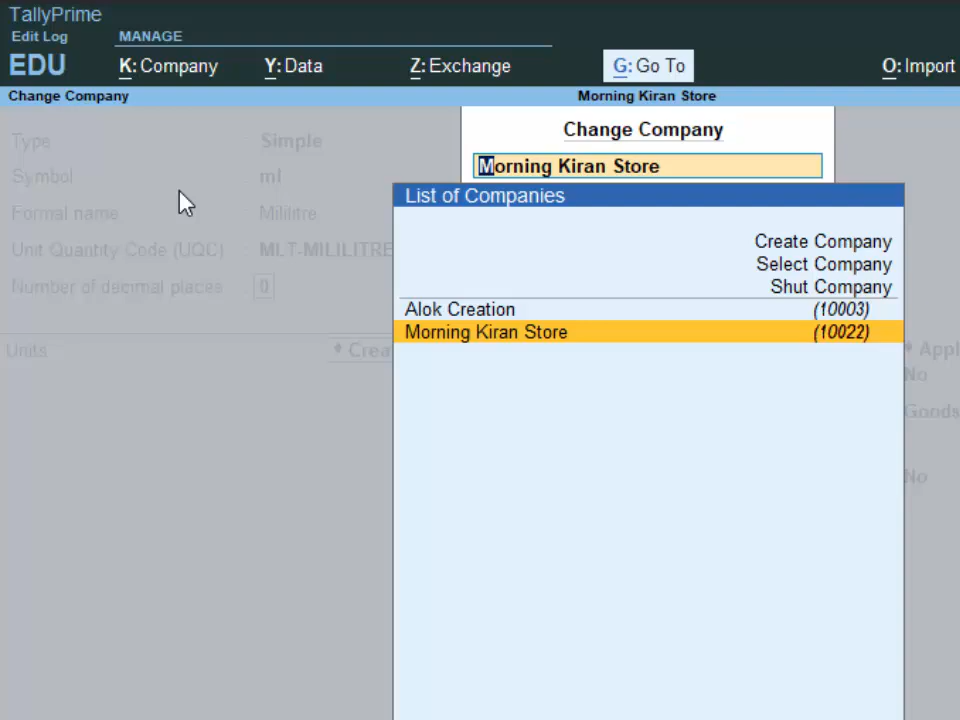 TallyPrime
Edit Log
MANAGE
EDU
K: Company
Y: Data
Z: Exchange
G: Go To
O: Import
Change Company
Morning Kiran Store
Type
Simple
Change Company
Symbol
ml
Morning Kiran Store
Formal name
Mililitre
List of Companies
Unit Quantity Code (UQC) : MLT-MILILITRE
Create Company
Select Company
Number of decimal places : 0
Shut Company
Alok Creation (10003)
Morning Kiran Store (10022)
Units
No
No